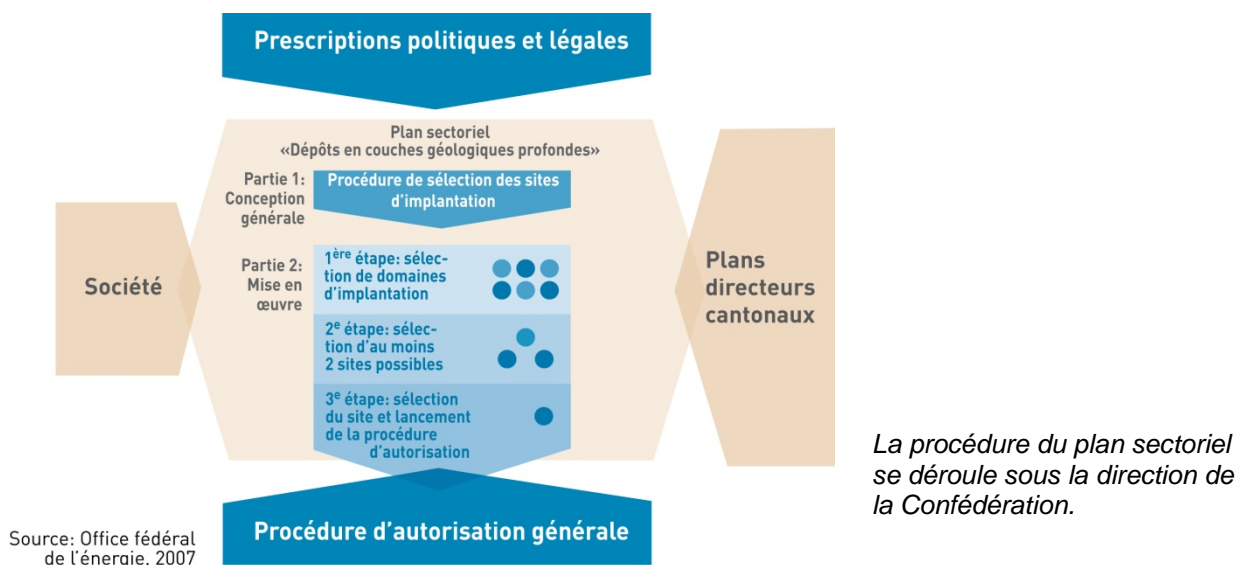 Prescriptions politiques et légales
Plan sectoriel
«Dépôts en couches géologiques profondes»
Partie 1:
Conception
générale
Procédure de sélection des sites
d'implantation
Société
Partie 2:
Mise en
œuvre
1ère étape: sélec-
tion de domaines
d'implantation
2e étape: sélec-
tion d'au moins
2 sites possibles
3e étape: sélection
du site et lancement
de la procédure
d'autorisation
Plans
directeurs
cantonaux
Procédure d'autorisation générale
Source: Office fédéral
de l'énergie, 2007
La procédure du plan sectoriel
se déroule sous la direction de
la Confédération.